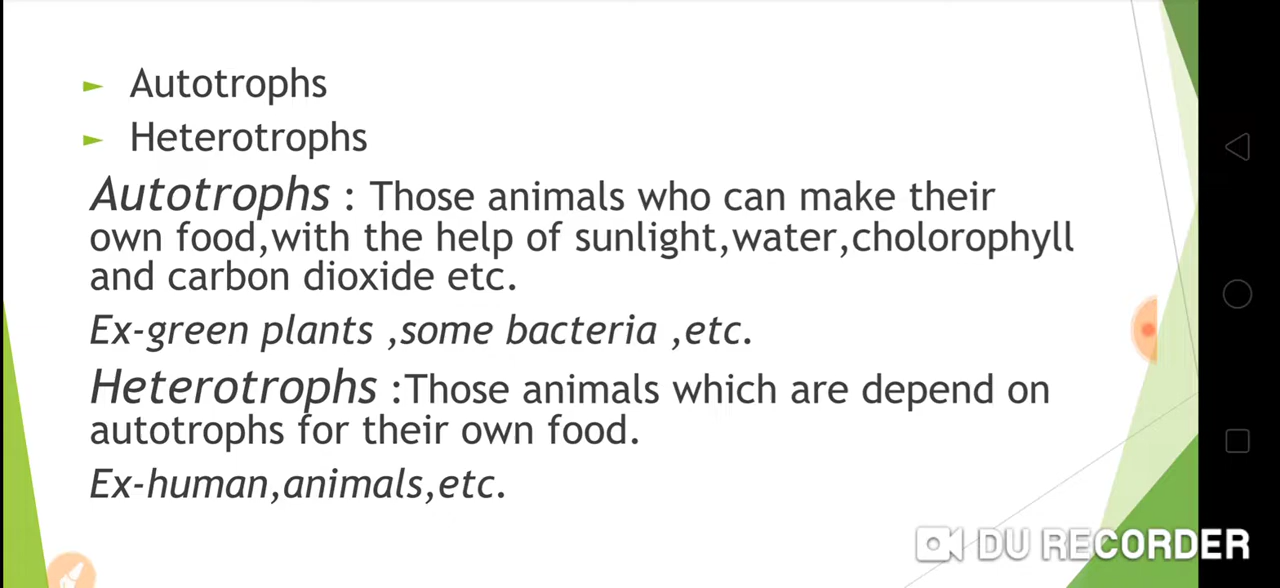 Autotrophs
Heterotrophs
Autotrophs : Those animals who can make their
own food,with the help of sunlight,water,cholorophyll
and carbon dioxide etc.
Ex-green plants ,some bacteria ,etc.
Heterotrophs :Those animals which are depend on
autotrophs for their own food.
Ex-human,animals,etc.
DU RECORDER